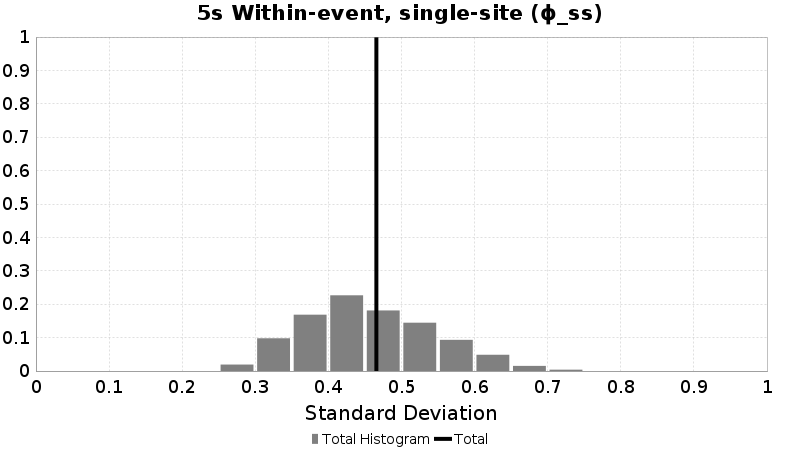 5s Within-event, single-site (ϕ_ss)
1
0.9
0.8
0.7
0.6
0.5
0.4
0.3
0.2
0.1
0
0 0.1 0.2 0.3 0.4 0.5 0.6 0.7 0.8 0.9 1
Standard Deviation
Total Histogram Total